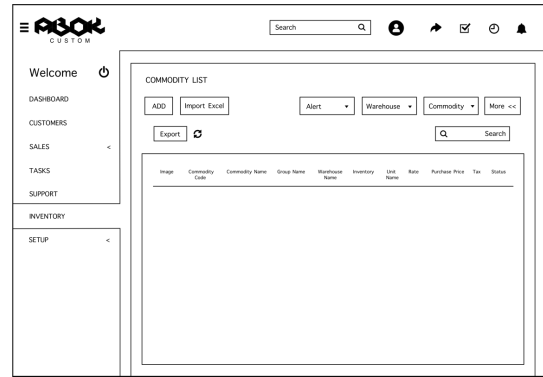 CUSTOM
Search
Welcome
DASHBOARD
CUSTOMERS
SALES <
TASKS
SUPPORT
INVENTORY
SETUP <
COMMODITY LIST
ADD Import Excel Alert Warehouse Commodity More <<
Export Search
Image Commodity Code Commodity Name Group Name Warehouse Name Inventory Unit Name Rate Purchase Price Tax Status